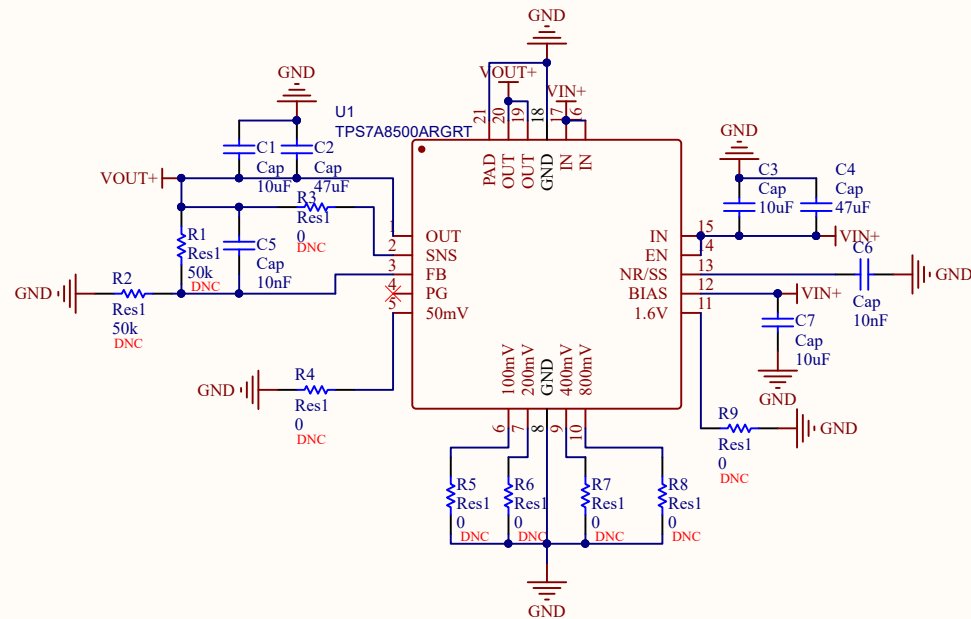 GND
VOUT+
VIN+
GND
U1
TPS7A8500ARGRT
21
20
19
18
17
16
PAD
OUT
OUT
GND
IN
IN
C1
Cap
10uF
C2
Cap
47uF
VOUT+
R3
Res1
0
DNC
R1
Res1
50k
DNC
C5
Cap
10nF
GND
R2
Res1
50k
DNC
1
2
3
4
5
OUT
SNS
FB
PG
50mV
IN
EN
NR/SS
BIAS
1.6V
15
14
13
12
11
GND
C3
Cap
10uF
C4
Cap
47uF
VIN+
C6
Cap
10nF
GND
VIN+
C7
Cap
10uF
GND
GND
R4
Res1
0
DNC
100mV
200mV
GND
400mV
800mV
6
7
8
9
10
R9
Res1
0
DNC
GND
R5
Res1
0
DNC
R6
Res1
0
DNC
R7
Res1
0
DNC
R8
Res1
0
DNC
GND